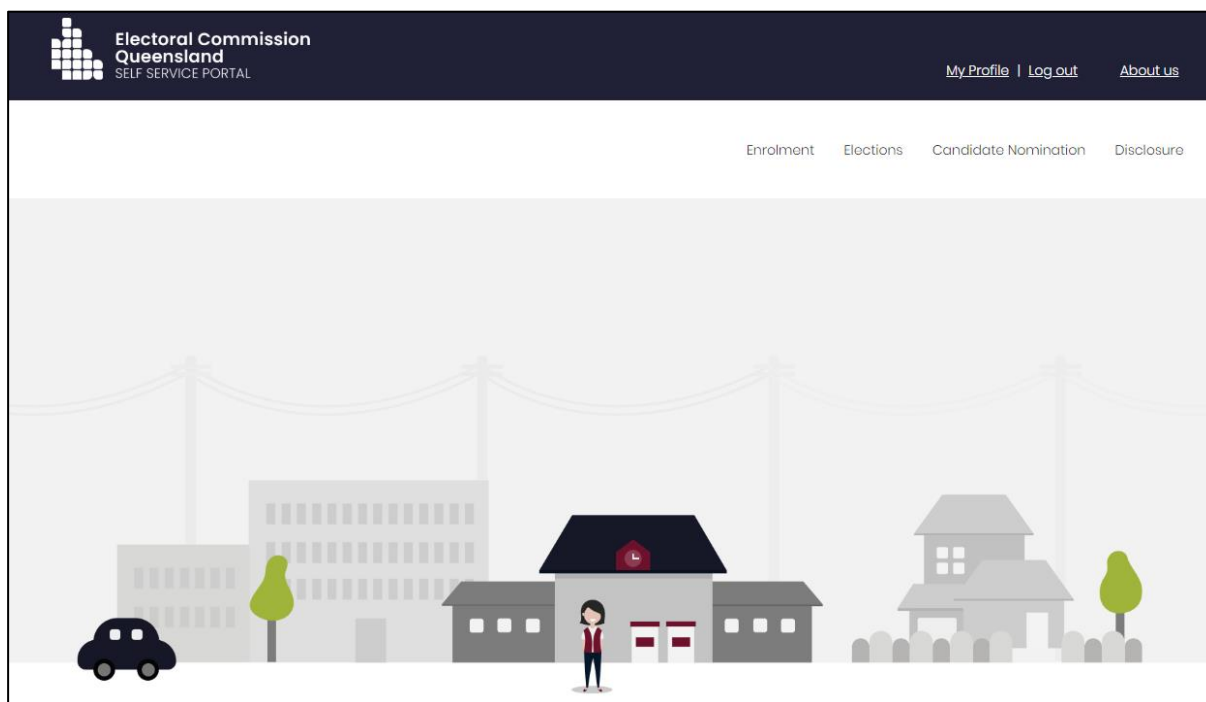 Electoral Commission
Queensland
SELF SERVICE PORTAL
My Profile | Log out About us
Enrolment Elections Candidate Nomination Disclosure